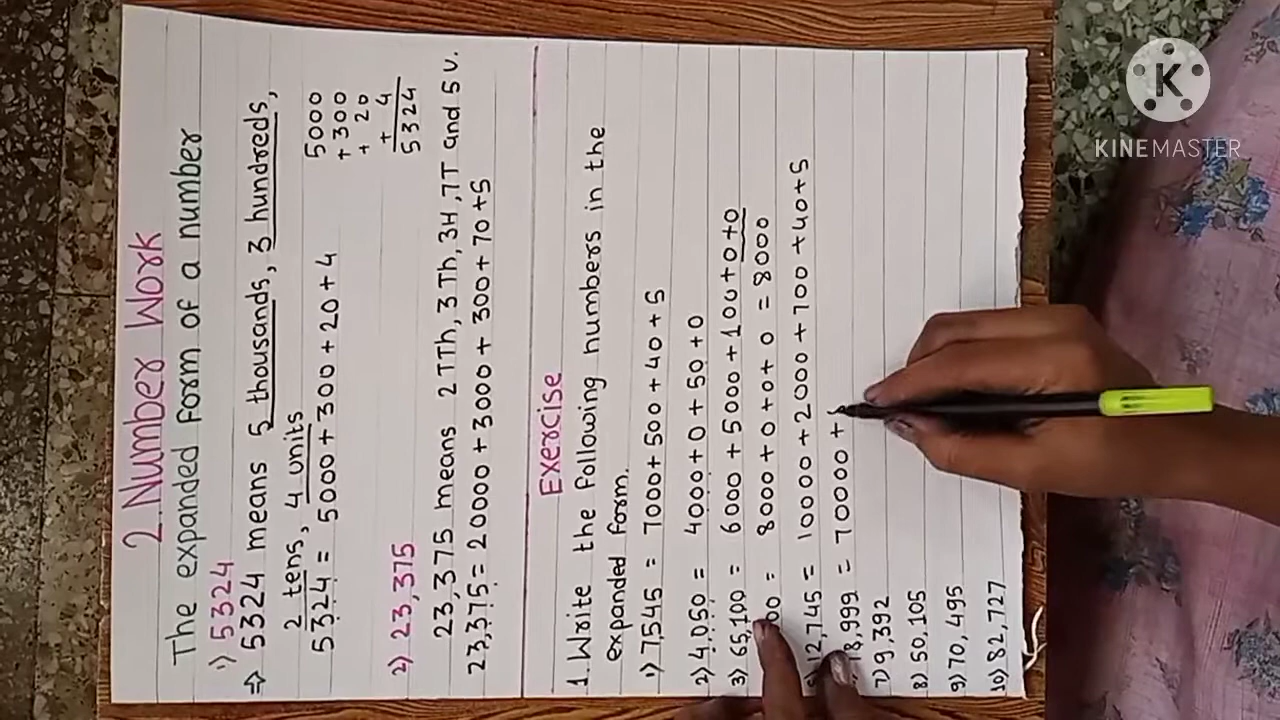 2. Number Work
The expanded form of a number
1) 5324
⇒ 5324 means 5 thousands, 3 hundreds,
2 tens, 4 units
5324 = 5000+300+20+4
5000
+300
+ 20
+ 4
5324
2) 23,375
23,375 means 2 TTh, 3 Th, 3H, 7T and 5 U.
23,375 = 20000 + 3000 + 300 + 70 +5
Exercise
1. Write the following numbers in the
expanded form.
1) 7,545 = 7000+500+40+5
2) 4,050 = 4000+0+50+0
3) 65,100 = 6000+5000+100+0+0
00 = 8000+0+0+0 = 8000
12,745 = 10000+2000+700+40+5
8,999 = 70000+
7) 9,392
8) 50,105
9) 70,495
10) 82,727
K
KINEMASTER